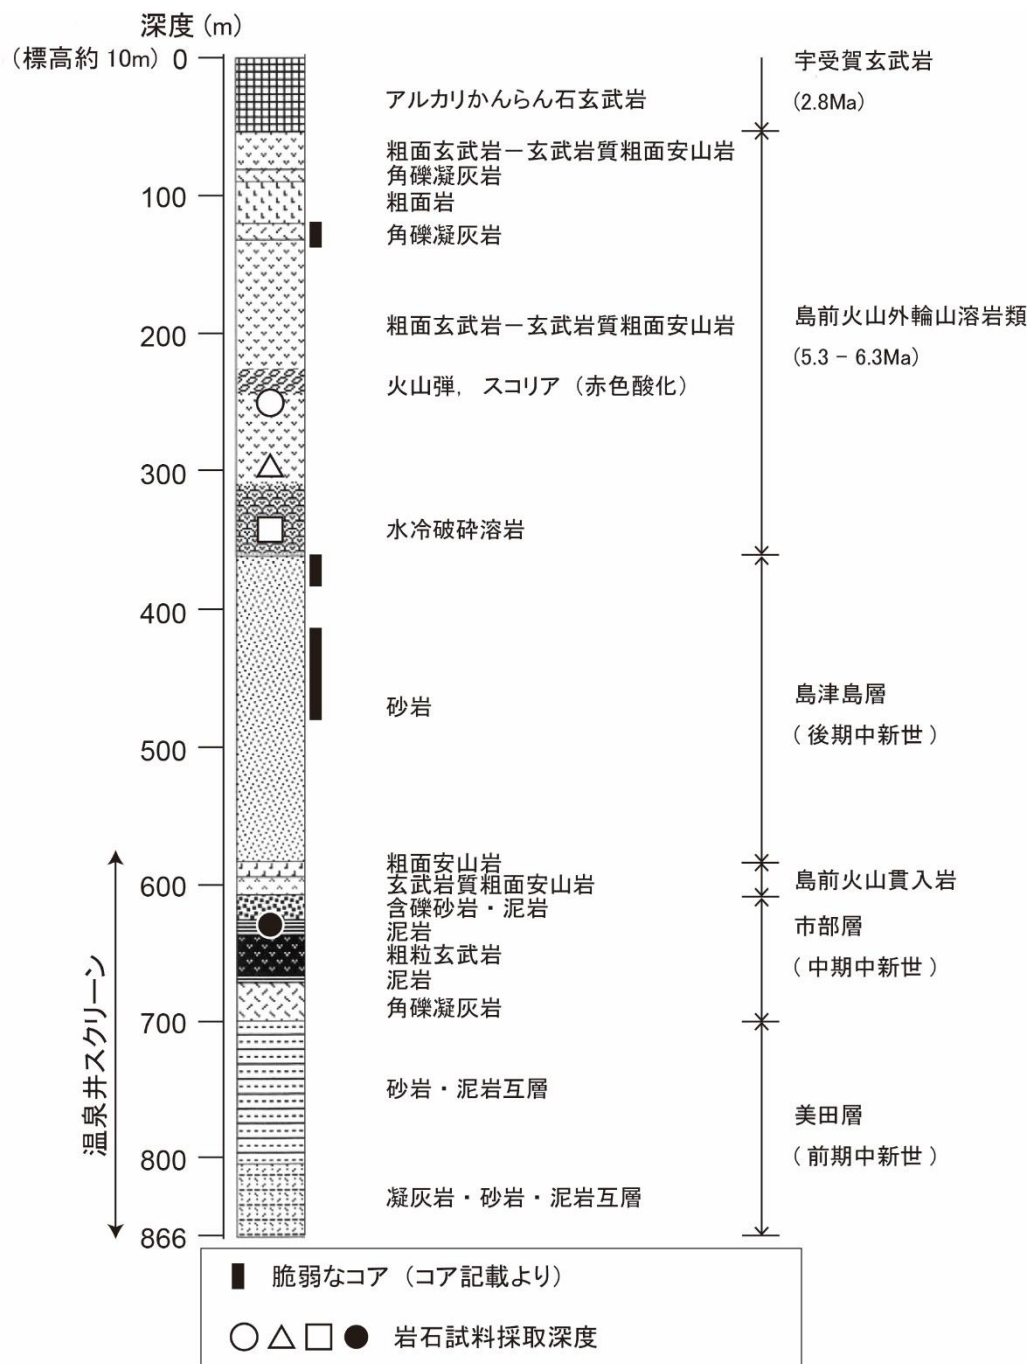 深度 (m)
(標高約 10m) 0
宇受賀玄武岩
アルカリかんらん石玄武岩
(2.8Ma)
粗面玄武岩－玄武岩質粗面安山岩
角礫凝灰岩
100
粗面岩
角礫凝灰岩
島前火山外輪山溶岩類
粗面玄武岩－玄武岩質粗面安山岩
200
(5.3 − 6.3Ma)
火山弾, スコリア (赤色酸化)
300
水冷破砕溶岩
400
島津島層
砂岩
(後期中新世)
500
粗面安山岩
600
玄武岩質粗面安山岩
島前火山貫入岩
含礫砂岩・泥岩
市部層
泥岩
粗粒玄武岩
(中期中新世)
泥岩
角礫凝灰岩
700
温泉井スクリーン
砂岩・泥岩互層
美田層
(前期中新世)
800
凝灰岩・砂岩・泥岩互層
866
脆弱なコア (コア記載より)
岩石試料採取深度